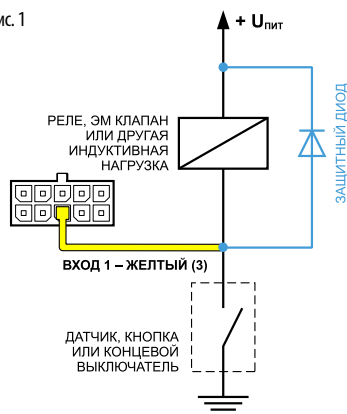 ис. 1
+ Uпит
РЕЛЕ, ЭМ КЛАПАН
ИЛИ ДРУГАЯ
ИНДУКТИВНАЯ
НАГРУЗКА
ЗАЩИТНЫЙ ДИОД
ВХОД 1 – ЖЕЛТЫЙ (3)
ДАТЧИК, КНОПКА
ИЛИ КОНЦЕВОЙ
ВЫКЛЮЧАТЕЛЬ